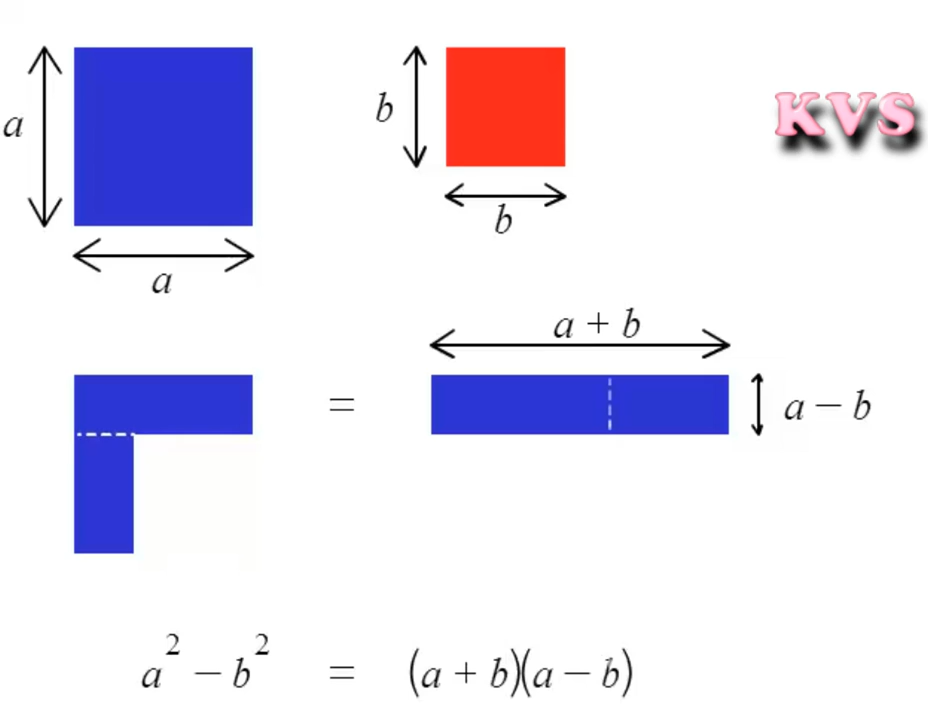 a
b
KVS
b
a
a + b
=
a − b
a² − b² = (a + b)(a − b)